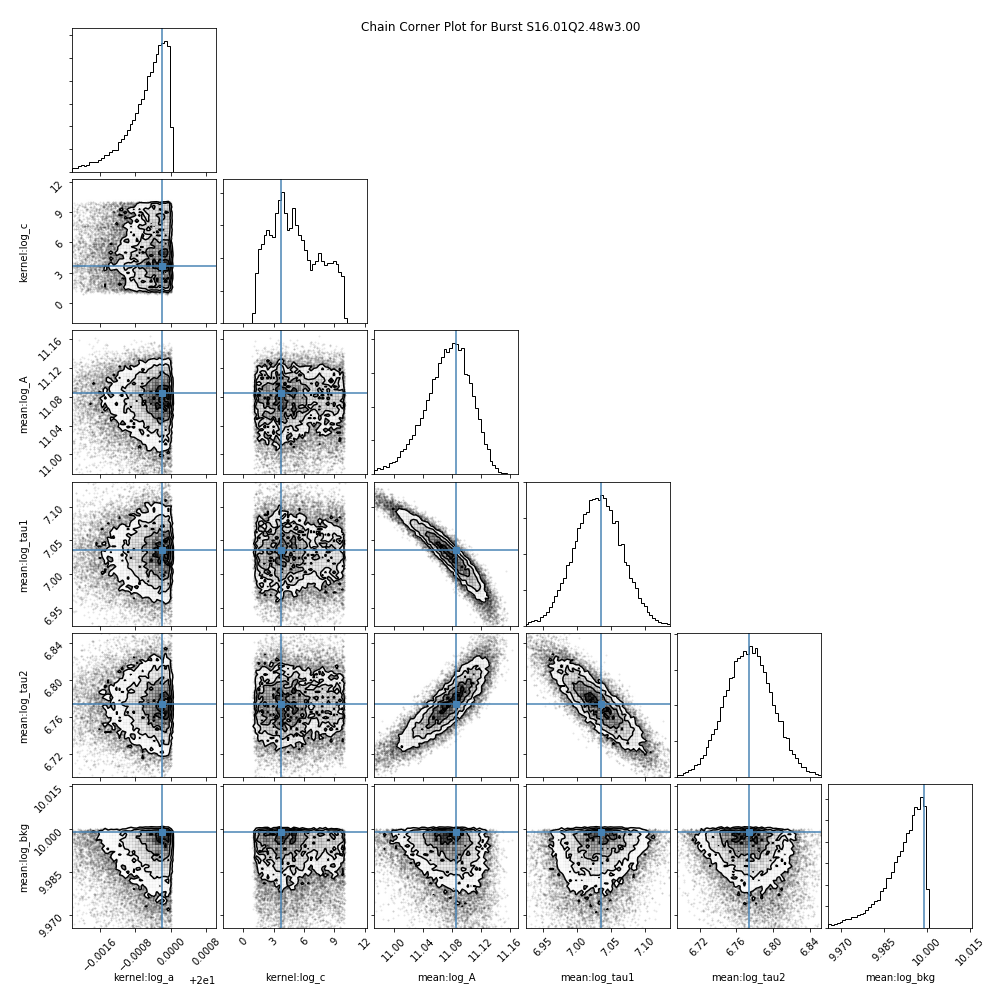 Chain Corner Plot for Burst S16.01Q2.48w3.00
kernel:log_c
12
9
6
3
0
mean:log_A
11.16
11.12
11.08
11.04
11.00
mean:log_tau1
7.10
7.05
7.00
6.95
mean:log_tau2
6.84
6.80
6.76
6.72
mean:log_bkg
10.015
10.000
9.985
9.970
−0.0016 −0.0008 0.0000 0.0008
+2e1
kernel:log_a
0 3 6 9 12
kernel:log_c
11.00 11.04 11.08 11.12 11.16
mean:log_A
6.95 7.00 7.05 7.10
mean:log_tau1
6.72 6.76 6.80 6.84
mean:log_tau2
9.970 9.985 10.000 10.015
mean:log_bkg